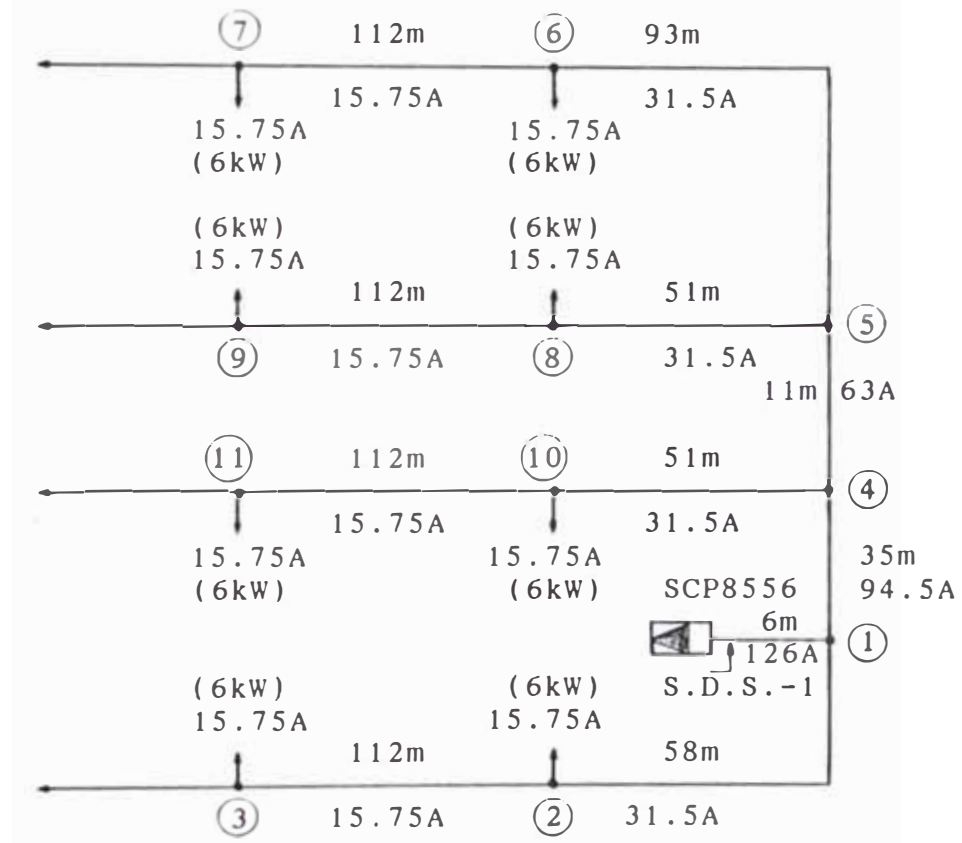 ⑦ 112m ⑥ 93m
15.75A 31.5A
15.75A 15.75A
(6kW) (6kW)
(6kW) (6kW)
15.75A 15.75A
112m 51m
⑤
⑨ 15.75A ⑧ 31.5A
11m 63A
⑪ 112m ⑩ 51m
④
15.75A 31.5A
15.75A 15.75A 35m
(6kW) (6kW) SCP8556 94.5A
6m
①
126A
(6kW) (6kW) S.D.S.-1
15.75A 15.75A
112m 58m
③ 15.75A ② 31.5A